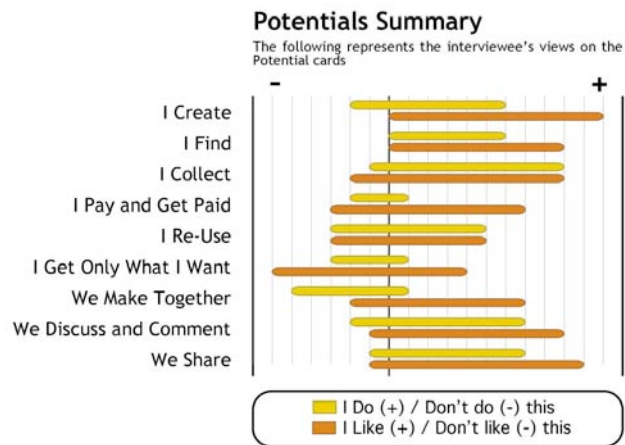 Potentials Summary
The following represents the interviewee's views on the
Potential cards
- +
I Create
I Find
I Collect
I Pay and Get Paid
I Re-Use
I Get Only What I Want
We Make Together
We Discuss and Comment
We Share
I Do (+) / Don't do (-) this
I Like (+) / Don't like (-) this